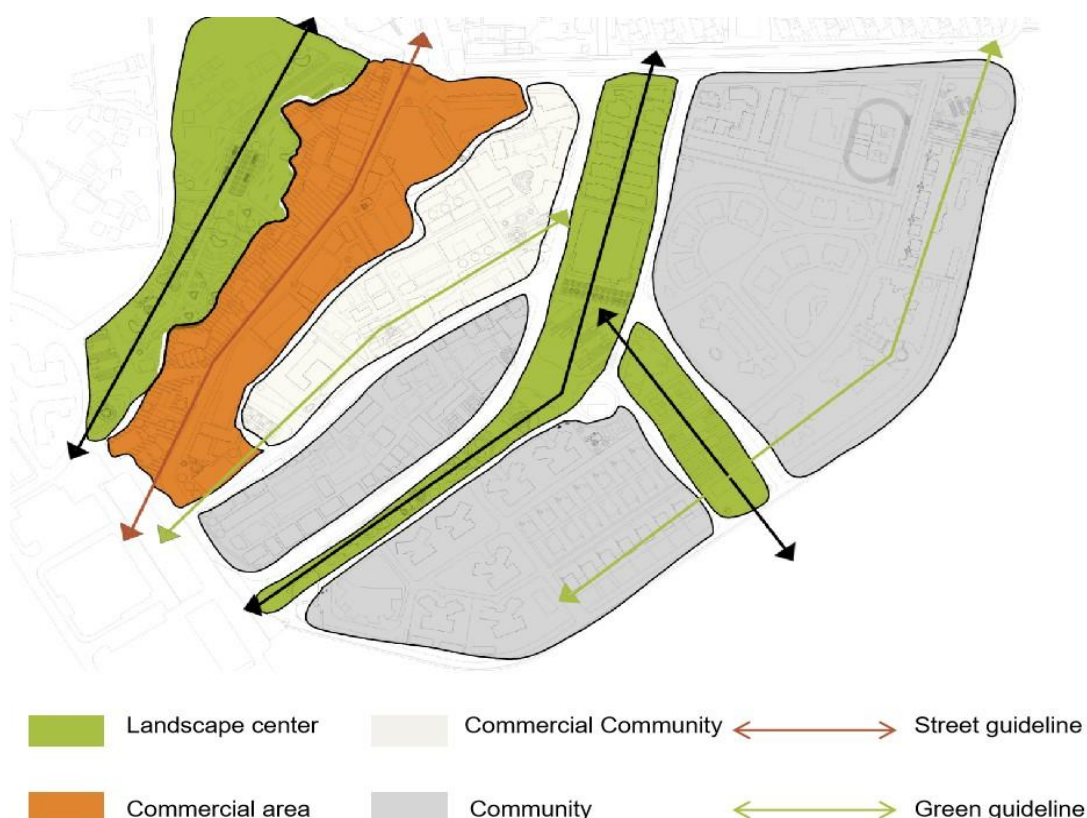 Landscape center
Commercial Community
Street guideline
Commercial area
Community
Green guideline